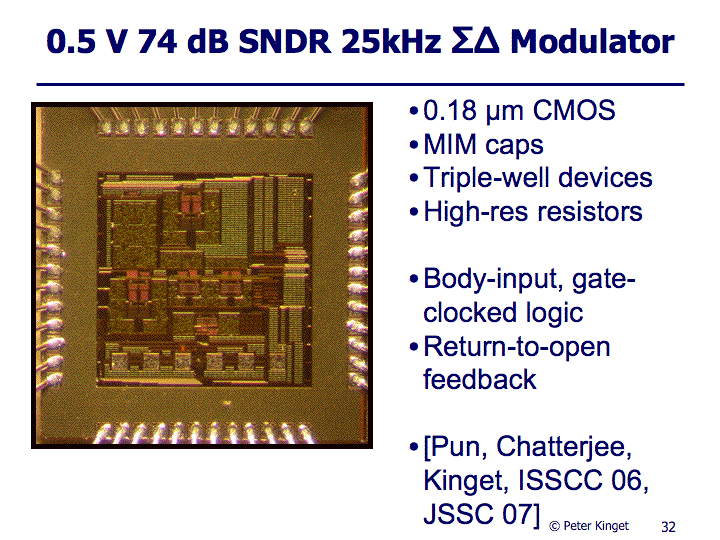 0.5 V 74 dB SNDR 25kHz ΣΔ Modulator
•0.18 µm CMOS
•MIM caps
•Triple-well devices
•High-res resistors
•Body-input, gate-
clocked logic
•Return-to-open
feedback
•[Pun, Chatterjee,
Kinget, ISSCC 06,
JSSC 07]
© Peter Kinget
32